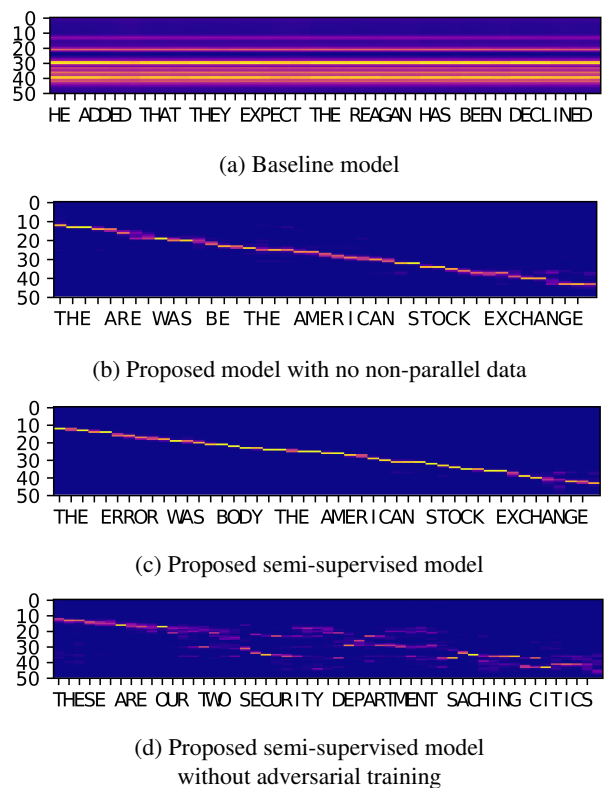 0
10
20
30
40
50
HE ADDED THAT THEY EXPECT THE REAGAN HAS BEEN DECLINED
(a) Baseline model
0
10
20
30
40
50
THE ARE WAS BE THE AMERICAN STOCK EXCHANGE
(b) Proposed model with no non-parallel data
0
10
20
30
40
50
THE ERROR WAS BODY THE AMERICAN STOCK EXCHANGE
(c) Proposed semi-supervised model
0
10
20
30
40
50
THESE ARE OUR TWO SECURITY DEPARTMENT SACHING CITICS
(d) Proposed semi-supervised model
without adversarial training